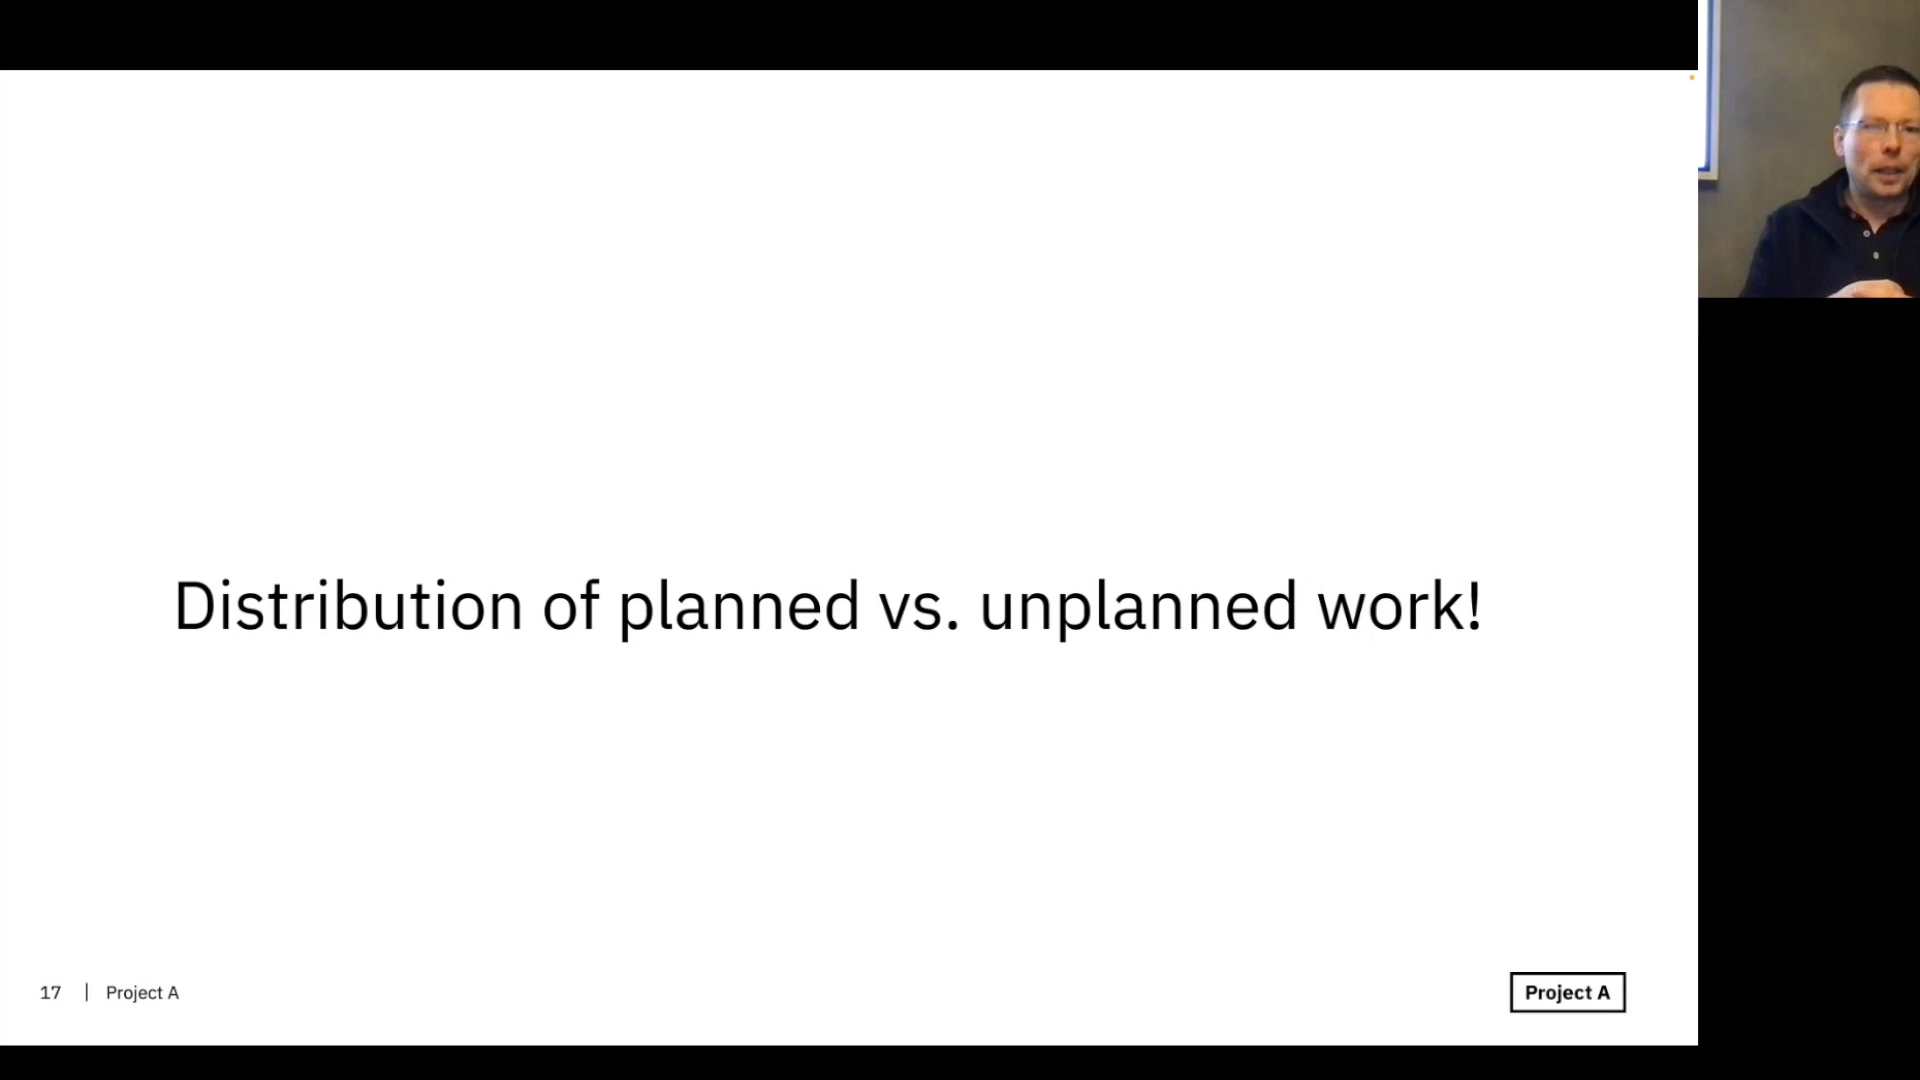 Distribution of planned vs. unplanned work!
17 | Project A
Project A